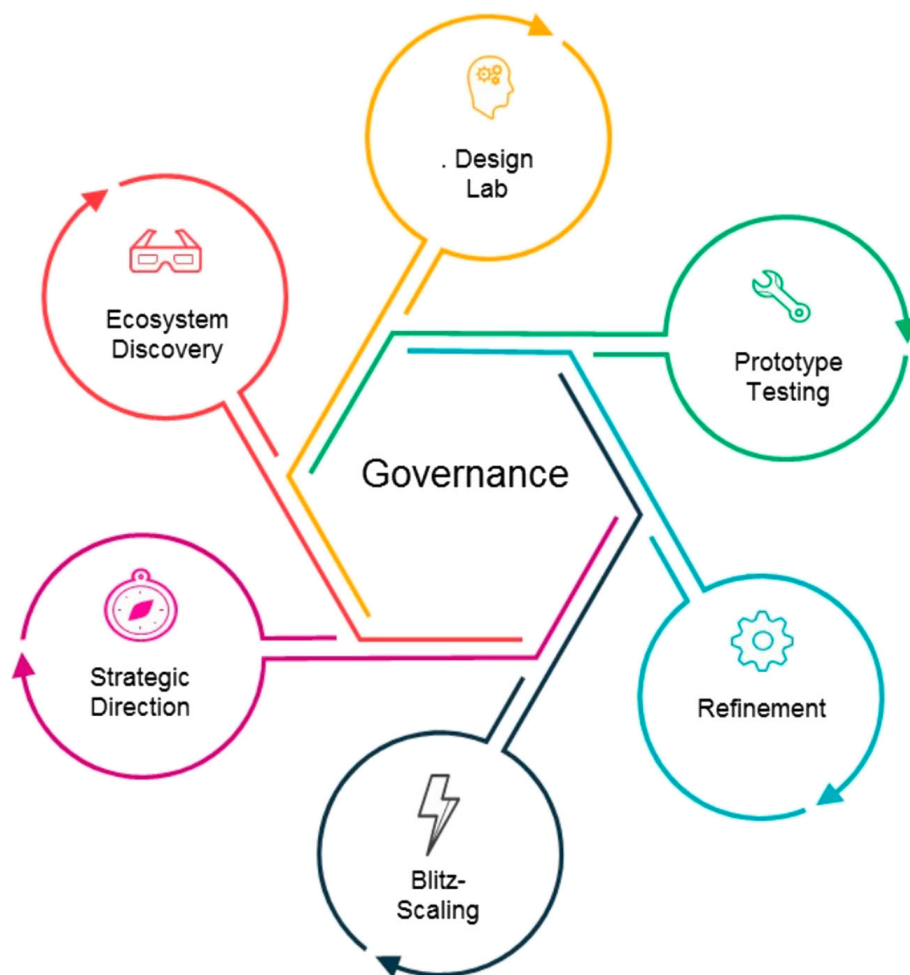 . Design
Lab
Ecosystem
Discovery
Prototype
Testing
Governance
Strategic
Direction
Refinement
Blitz-
Scaling